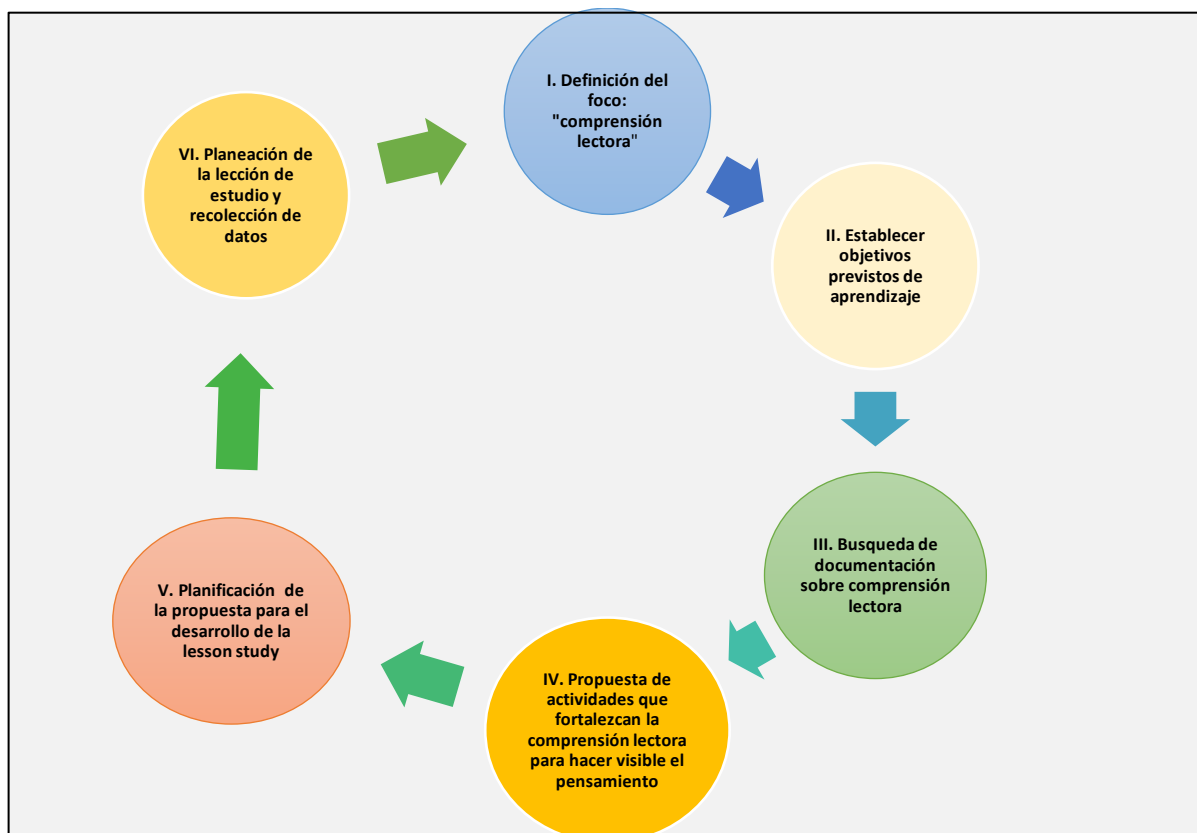 I. Definición del
foco:
"comprensión
lectora"
II. Establecer
objetivos
previstos de
aprendizaje
III. Busqueda de
documentación
sobre comprensión
lectora
IV. Propuesta de
actividades que
fortalezcan la
comprensión lectora
para hacer visible el
pensamiento
V. Planificación de
la propuesta para el
desarrollo de la
lesson study
VI. Planeación de
la lección de
estudio y
recolección de
datos